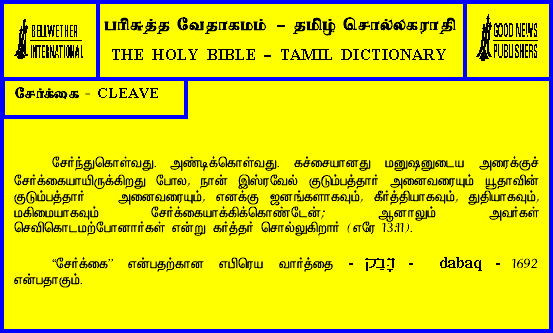 BELLWETHER
INTERNATIONAL
பரிசுத்த வேதாகமம் – தமிழ் சொல்லகராதி
THE HOLY BIBLE – TAMIL DICTIONARY
GOOD NEWS
PUBLISHERS
சேர்க்கை - CLEAVE
சேர்ந்துகொள்வது. அண்டிக்கொள்வது. கச்சையானது மனுஷனுடைய அரைக்குச்
சேர்க்கையாயிருக்கிறது போல, நான் இஸ்ரவேல் குடும்பத்தார் அனைவரையும் யூதாவின்
குடும்பத்தார் அனைவரையும், எனக்கு ஜனங்களாகவும், கீர்த்தியாகவும், துதியாகவும்,
மகிமையாகவும் சேர்க்கையாக்கிக்கொண்டேன்; ஆனாலும் அவர்கள்
செவிகொடமற்போனார்கள் என்று கர்த்தர் சொல்லுகிறார் (எரே 13:11).
“சேர்க்கை” என்பதற்கான எபிரெய வார்த்தை - דָּבַק - dabaq - 1692
என்பதாகும்.